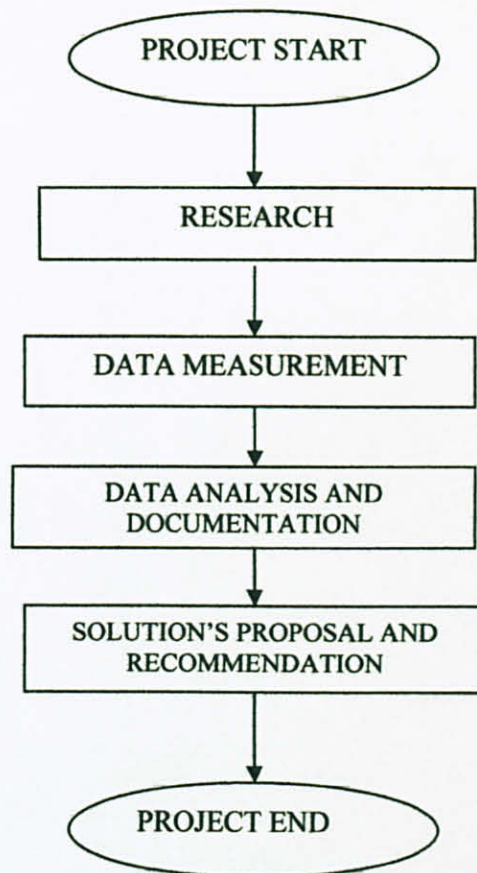 PROJECT START
RESEARCH
DATA MEASUREMENT
DATA ANALYSIS AND
DOCUMENTATION
SOLUTION'S PROPOSAL AND
RECOMMENDATION
PROJECT END